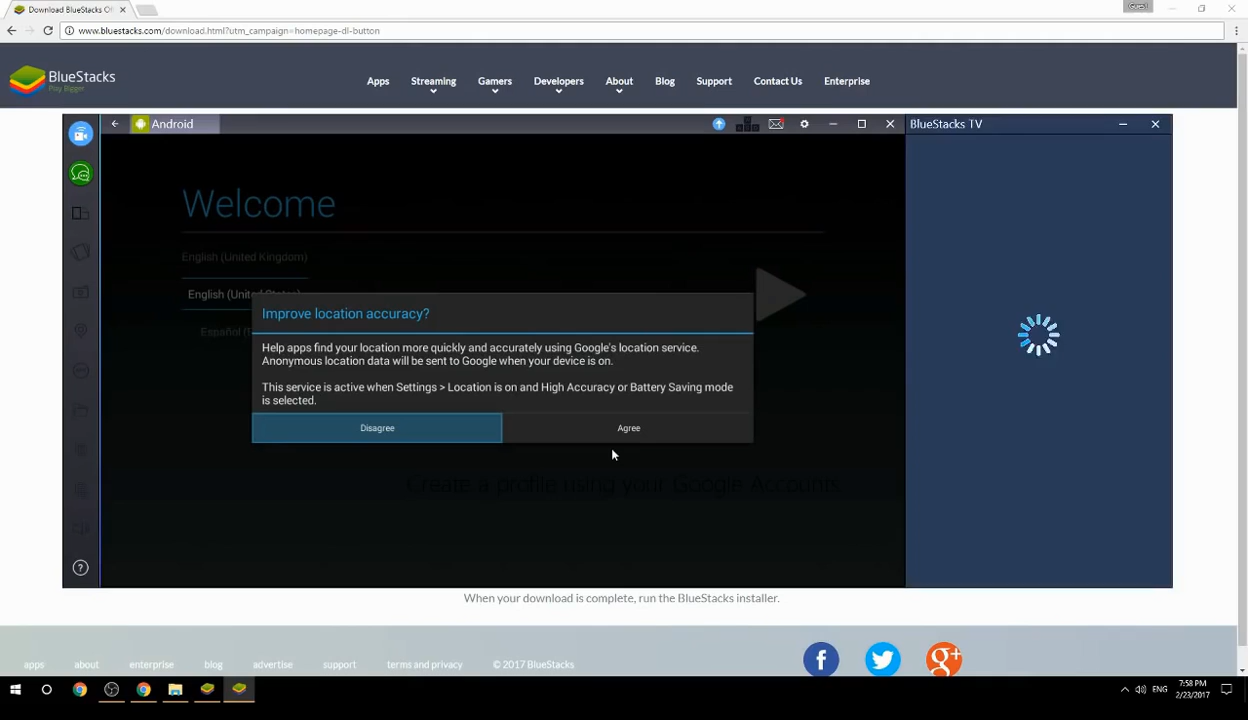 Download BlueStacks Of
Guest
www.bluestacks.com/download.html?utm_campaign=homepage-dl-button
BlueStacks
Play Bigger
Apps
Streaming
Gamers
Developers
About
Blog
Support
Contact Us
Enterprise
Android
BlueStacks TV
Welcome
English (United Kingdom)
English (United States)
Español (
Improve location accuracy?
Help apps find your location more quickly and accurately using Google's location service.
Anonymous location data will be sent to Google when your device is on.
This service is active when Settings > Location is on and High Accuracy or Battery Saving mode
is selected.
Disagree
Agree
Create a profile using your Google Accounts
When your download is complete, run the BlueStacks installer.
apps
about
enterprise
blog
advertise
support
terms and privacy
© 2017 BlueStacks
ENG
7:58 PM
2/23/2017